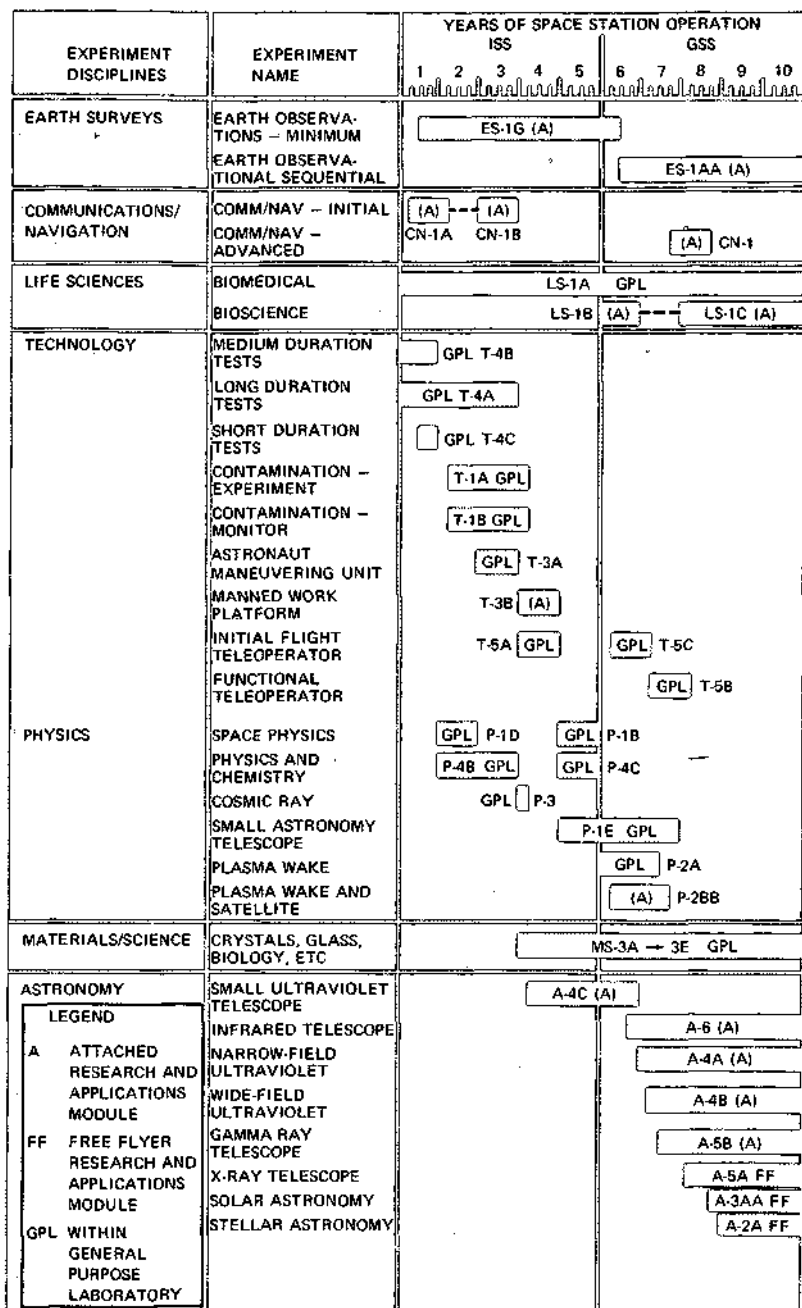 YEARS OF SPACE STATION OPERATION
ISS GSS
EXPERIMENT DISCIPLINES
EXPERIMENT NAME
1 2 3 4 5 6 7 8 9 10
EARTH SURVEYS
EARTH OBSERVA-
TIONS – MINIMUM
ES-1G (A)
EARTH OBSERVA-
TIONAL SEQUENTIAL
ES-1AA (A)
COMMUNICATIONS/
NAVIGATION
COMM/NAV – INITIAL
(A) (A)
CN-1A CN-1B
COMM/NAV –
ADVANCED
(A) CN-1
LIFE SCIENCES
BIOMEDICAL
LS-1A GPL
BIOSCIENCE
LS-1B (A) LS-1C (A)
TECHNOLOGY
MEDIUM DURATION
TESTS
GPL T-4B
LONG DURATION
TESTS
GPL T-4A
SHORT DURATION
TESTS
GPL T-4C
CONTAMINATION –
EXPERIMENT
T-1A GPL
CONTAMINATION –
MONITOR
T-1B GPL
ASTRONAUT
MANEUVERING UNIT
GPL T-3A
MANNED WORK
PLATFORM
T-3B (A)
INITIAL FLIGHT
TELEOPERATOR
T-5A GPL GPL T-5C
FUNCTIONAL
TELEOPERATOR
GPL T-5B
PHYSICS
SPACE PHYSICS
GPL P-1D GPL P-1B
PHYSICS AND
CHEMISTRY
P-4B GPL GPL P-4C
COSMIC RAY
GPL P-3
SMALL ASTRONOMY
TELESCOPE
P-1E GPL
PLASMA WAKE
GPL P-2A
PLASMA WAKE AND
SATELLITE
(A) P-2BB
MATERIALS/SCIENCE
CRYSTALS, GLASS,
BIOLOGY, ETC
MS-3A → 3E GPL
ASTRONOMY
SMALL ULTRAVIOLET
TELESCOPE
A-4C (A)
INFRARED TELESCOPE
A-6 (A)
NARROW-FIELD
ULTRAVIOLET
A-4A (A)
WIDE-FIELD
ULTRAVIOLET
A-4B (A)
GAMMA RAY
TELESCOPE
A-5B (A)
X-RAY TELESCOPE
A-5A FF
SOLAR ASTRONOMY
A-3AA FF
STELLAR ASTRONOMY
A-2A FF
LEGEND
A ATTACHED
RESEARCH AND
APPLICATIONS
MODULE
FF FREE FLYER
RESEARCH AND
APPLICATIONS
MODULE
GPL WITHIN
GENERAL
PURPOSE
LABORATORY